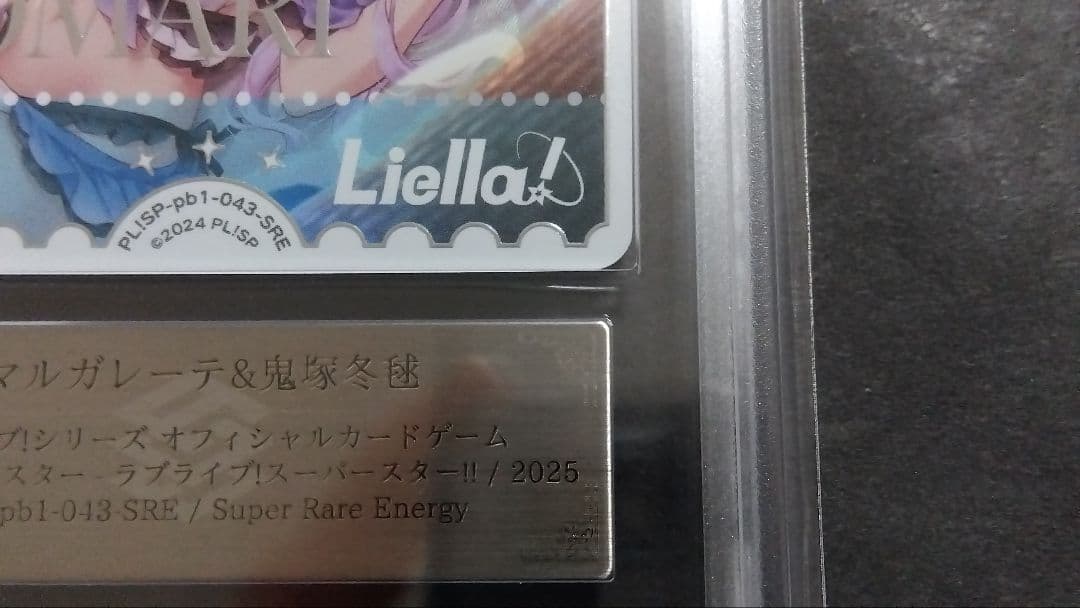 OMARI
Liella!
PL!SP-pb1-043-SRE
©2024 PL!SP
マルガレーテ&鬼塚冬毬
ブ!シリーズ オフィシャルカードゲーム
スター - ラブライブ!スーパースター!! / 2025
pb1-043-SRE / Super Rare Energy